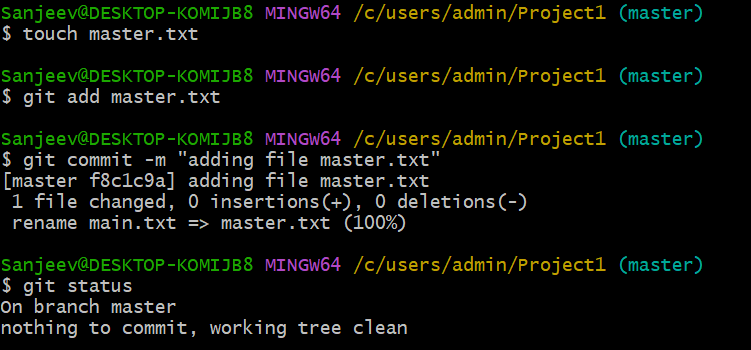 Sanjeev@DESKTOP-KOMIJB8 MINGW64 /c/users/admin/Project1 (master)
$ touch master.txt
Sanjeev@DESKTOP-KOMIJB8 MINGW64 /c/users/admin/Project1 (master)
$ git add master.txt
Sanjeev@DESKTOP-KOMIJB8 MINGW64 /c/users/admin/Project1 (master)
$ git commit -m "adding file master.txt"
[master f8c1c9a] adding file master.txt
1 file changed, 0 insertions(+), 0 deletions(-)
rename main.txt => master.txt (100%)
Sanjeev@DESKTOP-KOMIJB8 MINGW64 /c/users/admin/Project1 (master)
$ git status
On branch master
nothing to commit, working tree clean